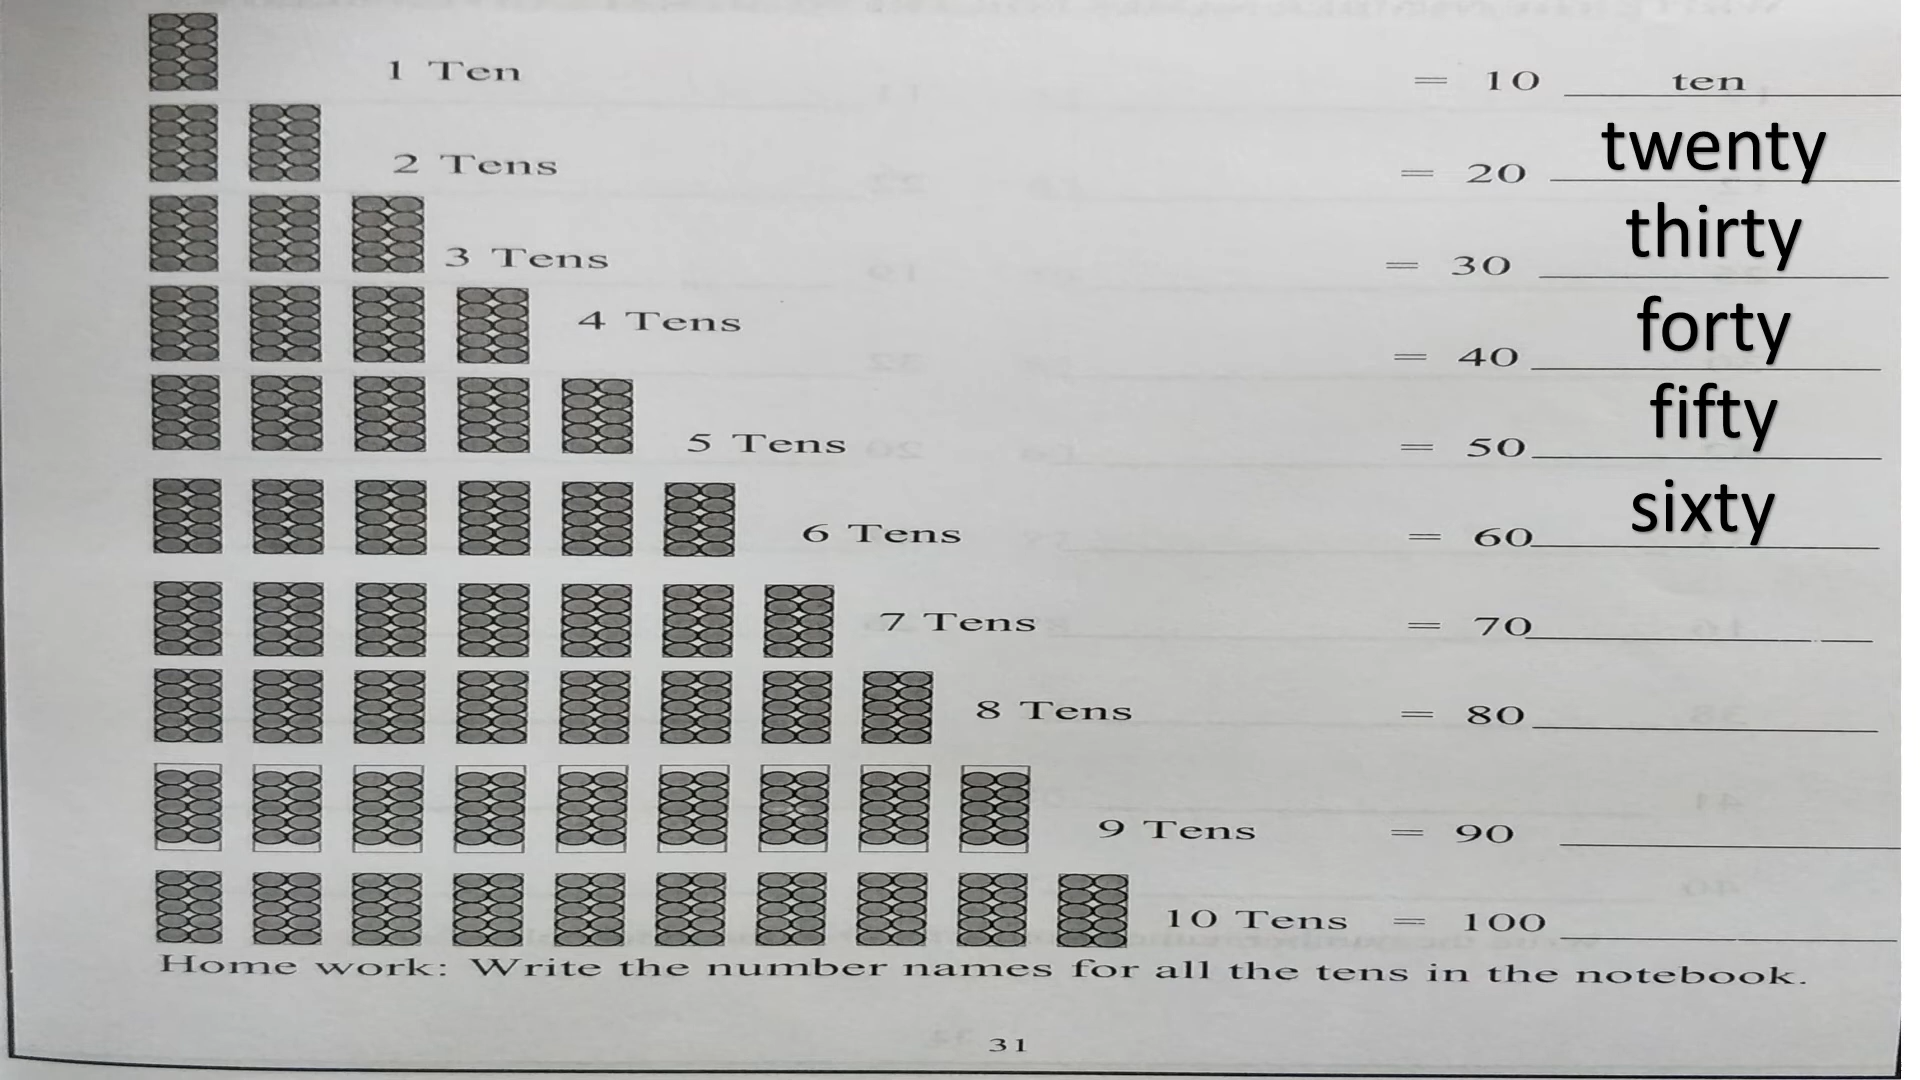 1 Ten = 10 ten
2 Tens = 20 twenty
3 Tens = 30 thirty
4 Tens = 40 forty
5 Tens = 50 fifty
6 Tens = 60 sixty
7 Tens = 70
8 Tens = 80
9 Tens = 90
10 Tens = 100
Home work: Write the number names for all the tens in the notebook.
31